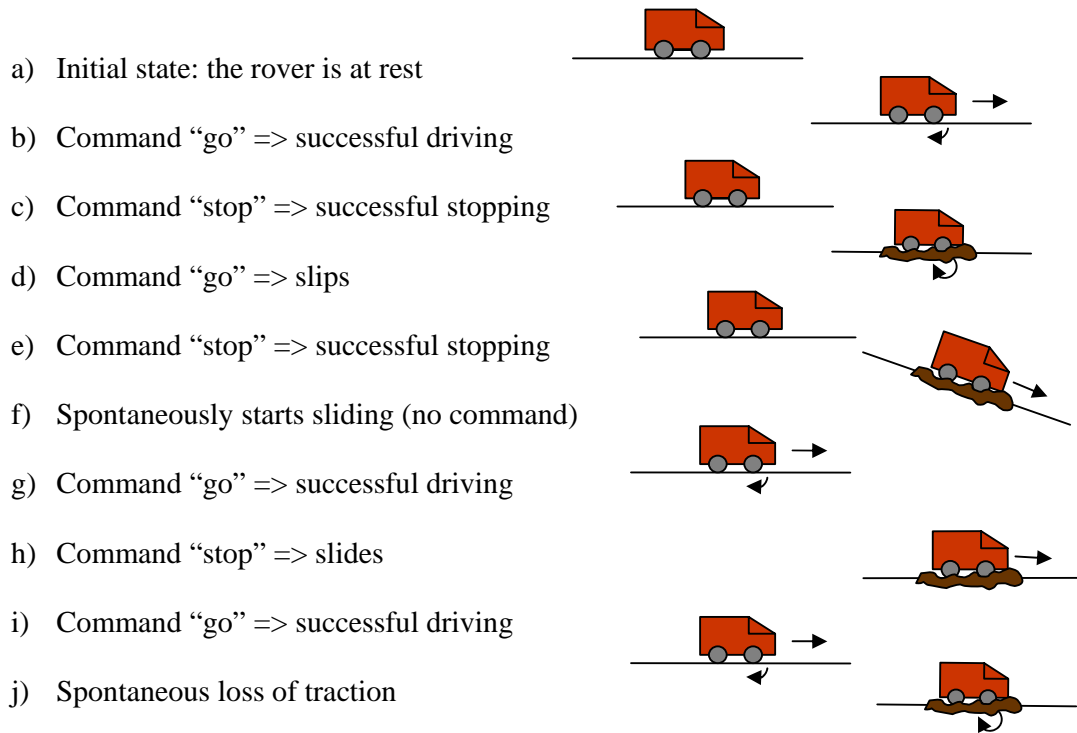 a) Initial state: the rover is at rest
b) Command “go” => successful driving
c) Command “stop” => successful stopping
d) Command “go” => slips
e) Command “stop” => successful stopping
f) Spontaneously starts sliding (no command)
g) Command “go” => successful driving
h) Command “stop” => slides
i) Command “go” => successful driving
j) Spontaneous loss of traction